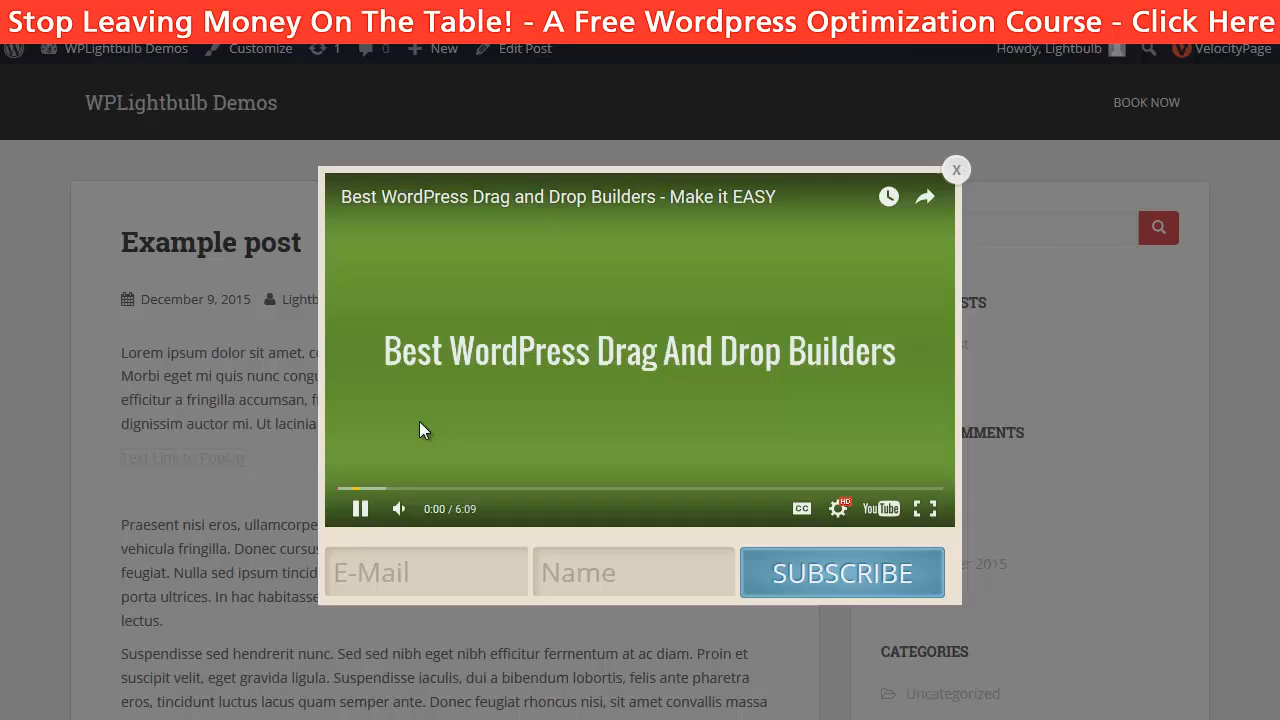 Stop Leaving Money On The Table! - A Free Wordpress Optimization Course - Click Here
WPLightbulb Demos Customize 1 0 New Edit Post Howdy, Lightbulb VelocityPage
WPLightbulb Demos
BOOK NOW
X
Best WordPress Drag and Drop Builders - Make it EASY
Example post
December 9, 2015
Best WordPress Drag And Drop Builders
Lorem ipsum dolor sit amet,
Morbi eget mi quis nunc
efficitur a fringilla accumsan,
dignissim auctor mi. Ut lacinia
Text Link to PopUp
0:00 / 6:09
CC
HD
YouTube
E-Mail
Name
SUBSCRIBE
Praesent nisi eros,
vehicula fringilla. Donec cursus
feugiat. Nulla sed ipsum
porta ultrices. In hac habitasse
lectus.
2015
Suspendisse sed hendrerit nunc. Sed sed nibh eget nibh efficitur fermentum at ac diam. Proin et
suscipit velit, eget gravida ligula. Suspendisse iaculis, dui a bibendum lobortis, felis ante pharetra
eros, tincidunt luctus lacus quam semper ante. Donec feugiat rhoncus nisi, sit amet convallis massa
CATEGORIES
Uncategorized